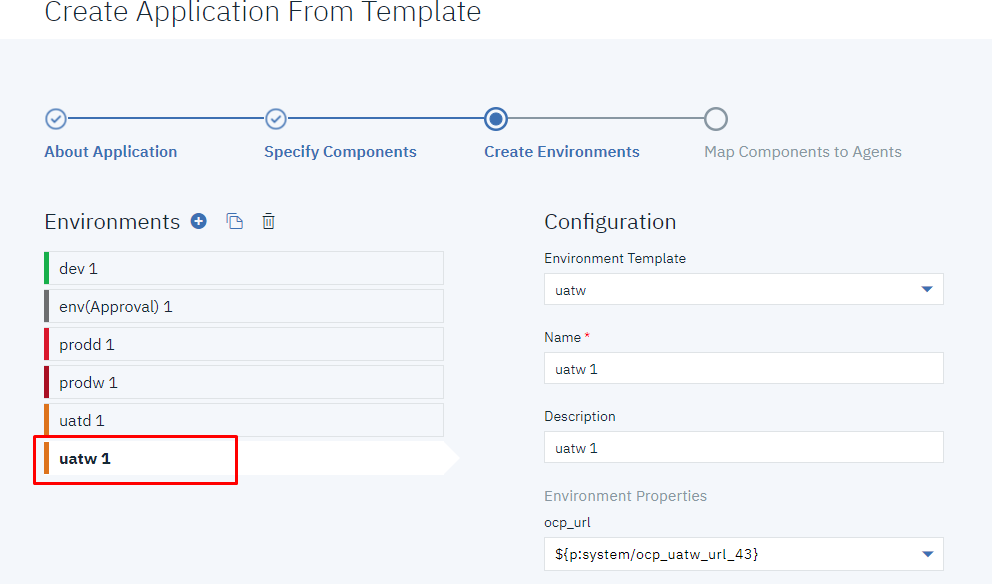 Create Application From Template
About Application
Specify Components
Create Environments
Map Components to Agents
Environments
dev 1
env(Approval) 1
prodd 1
prodw 1
uatd 1
uatw 1
Configuration
Environment Template
uatw
Name *
uatw 1
Description
uatw 1
Environment Properties
ocp_url
${p:system/ocp_uatw_url_43}